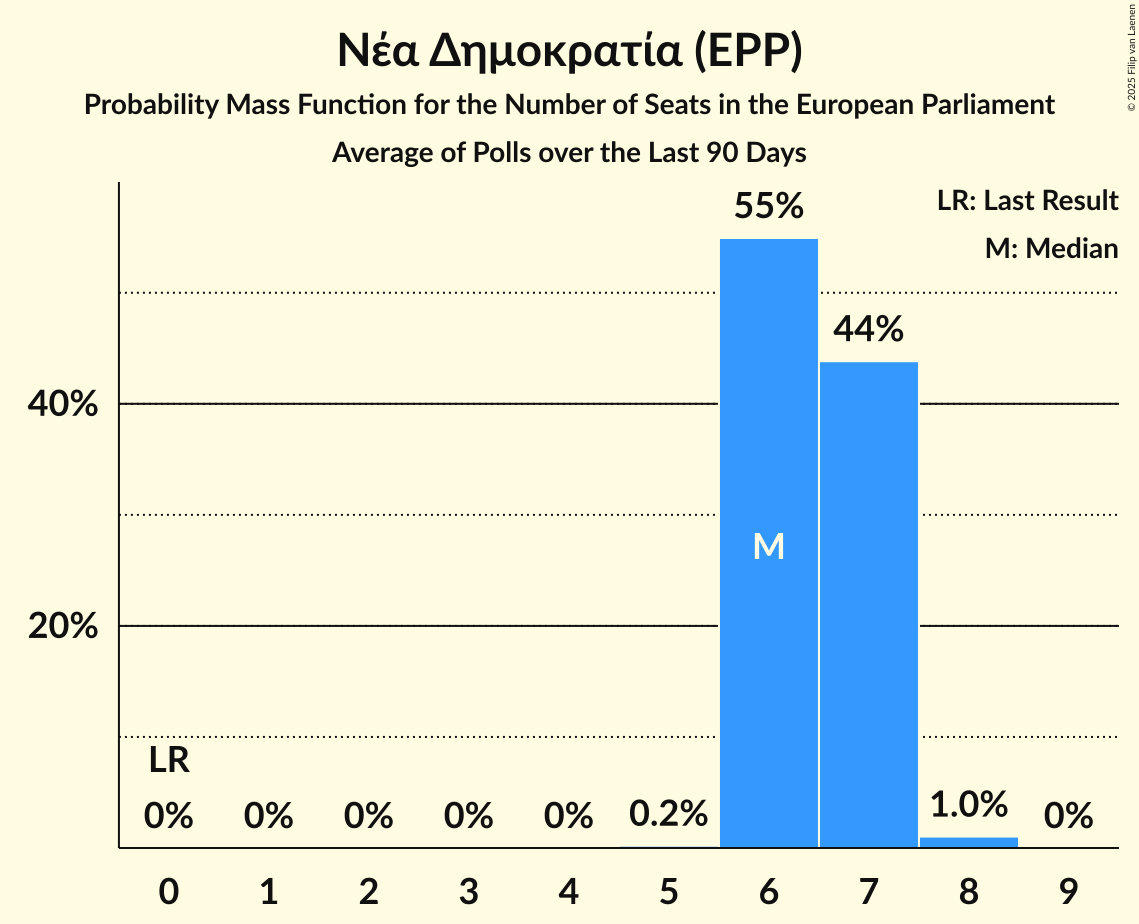 Νέα Δημοκρατία (EPP)
Probability Mass Function for the Number of Seats in the European Parliament
Average of Polls over the Last 90 Days
© 2025 Filip van Laenen
LR: Last Result
M: Median
55%
44%
40%
M
20%
LR
0% 0% 0% 0% 0% 0.2% 1.0% 0%
0 1 2 3 4 5 6 7 8 9